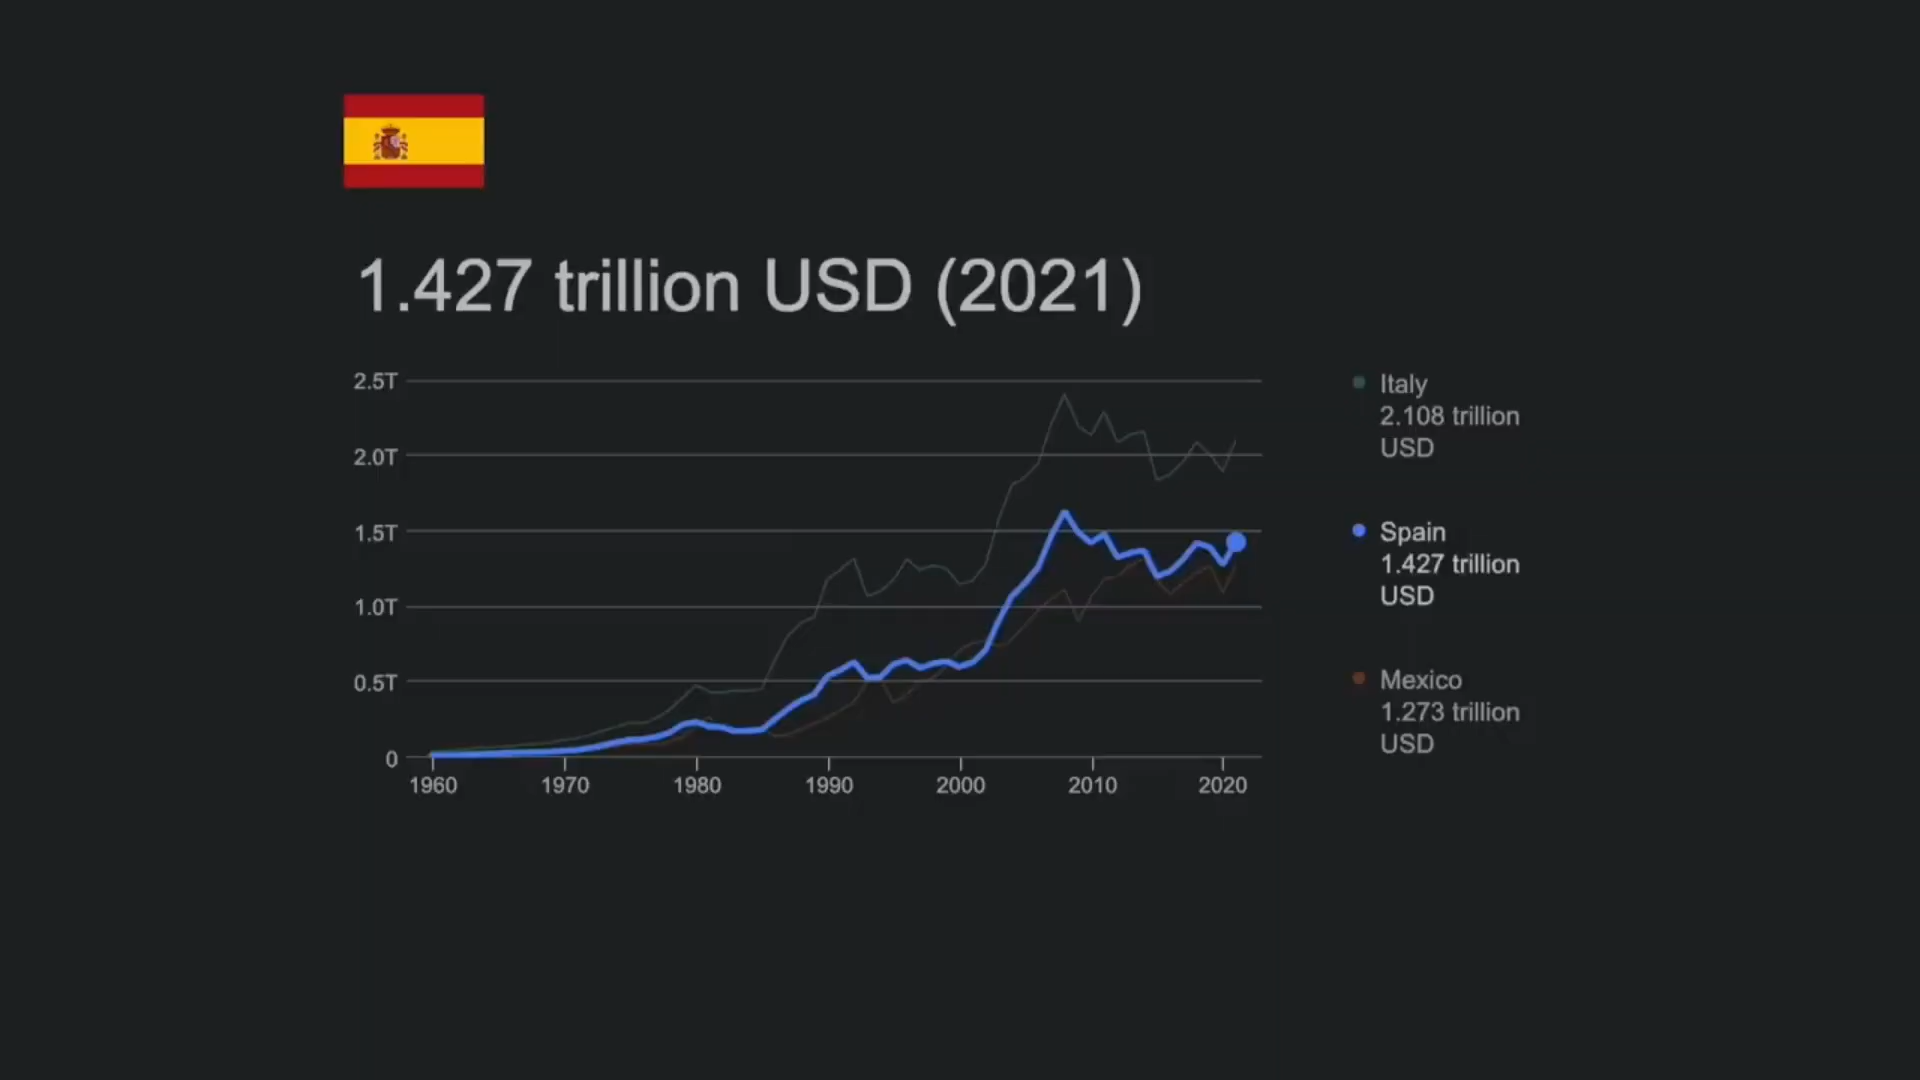 1.427 trillion USD (2021)
2.5T
2.0T
1.5T
1.0T
0.5T
0
1960 1970 1980 1990 2000 2010 2020
Italy
2.108 trillion
USD
Spain
1.427 trillion
USD
Mexico
1.273 trillion
USD